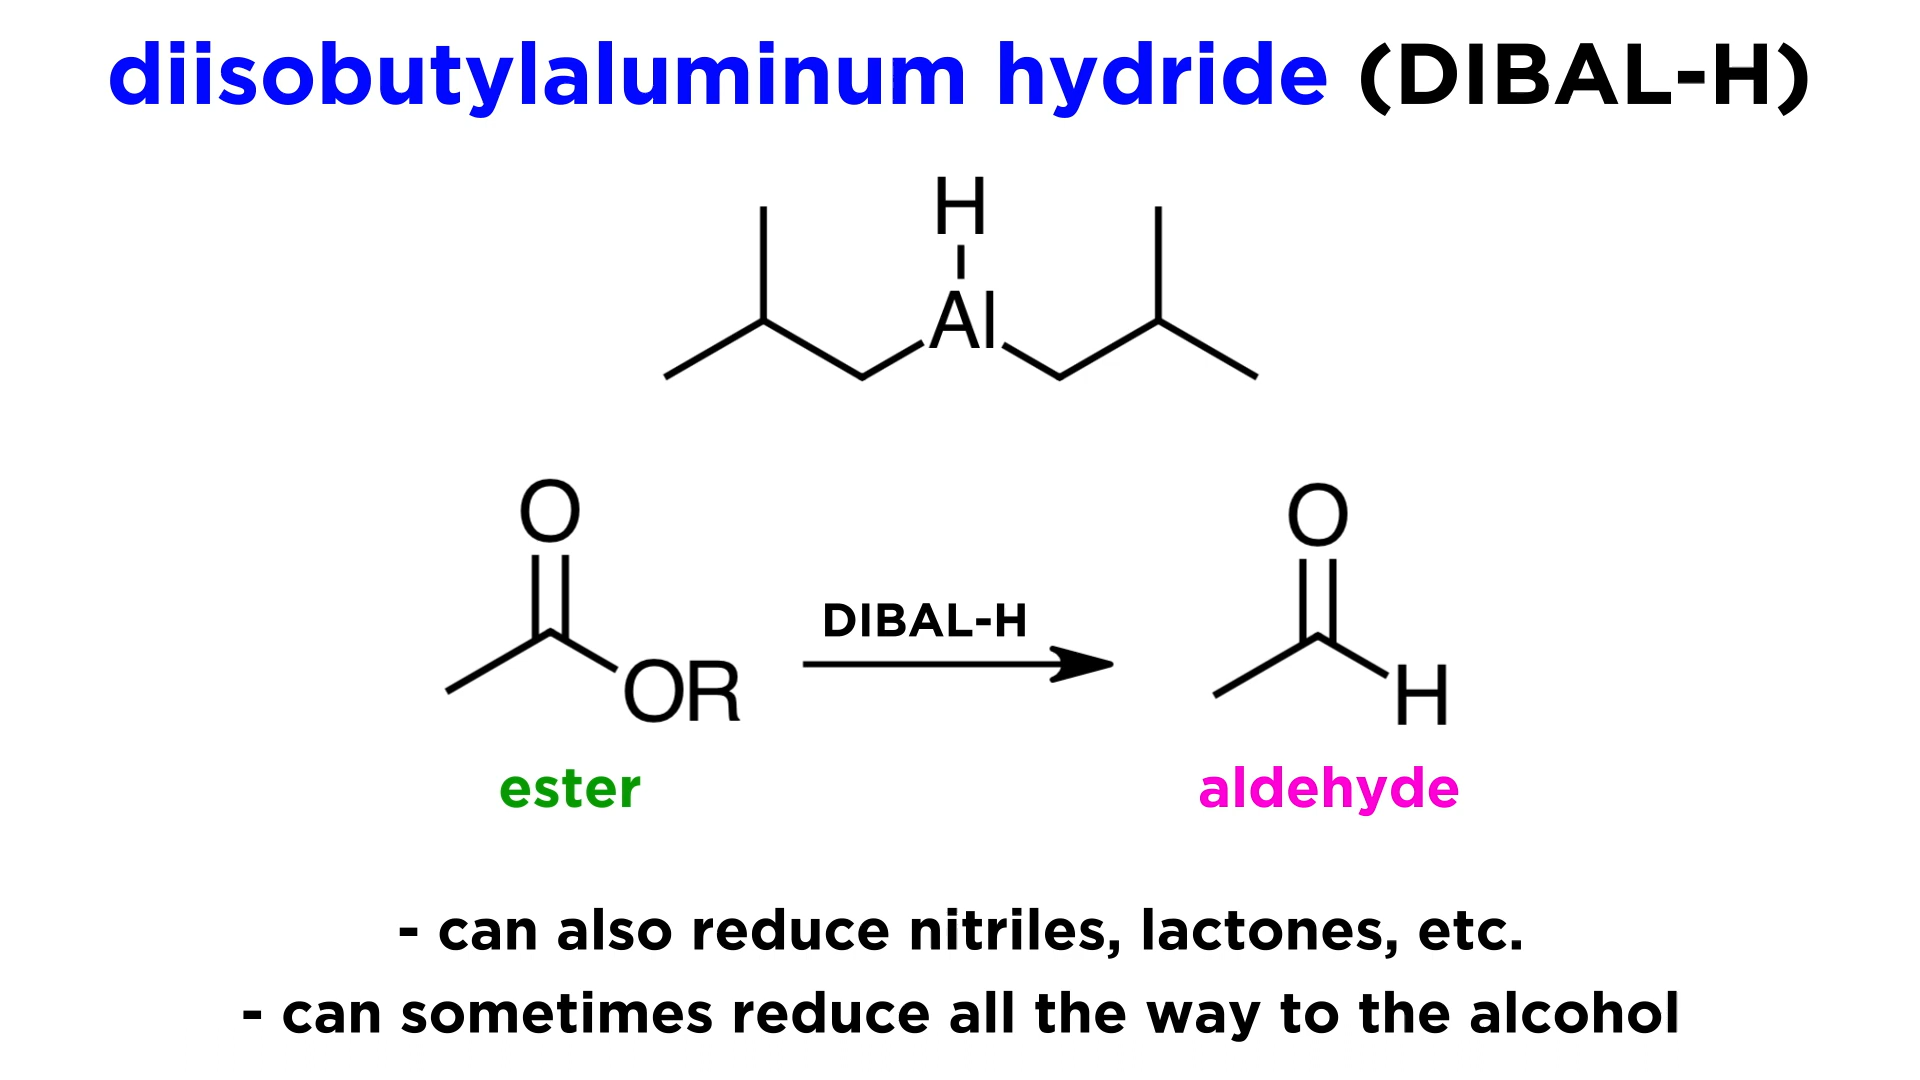 diisobutylaluminum hydride (DIBAL-H)
H
Al
O
O
DIBAL-H
OR
H
ester
aldehyde
- can also reduce nitriles, lactones, etc.
- can sometimes reduce all the way to the alcohol